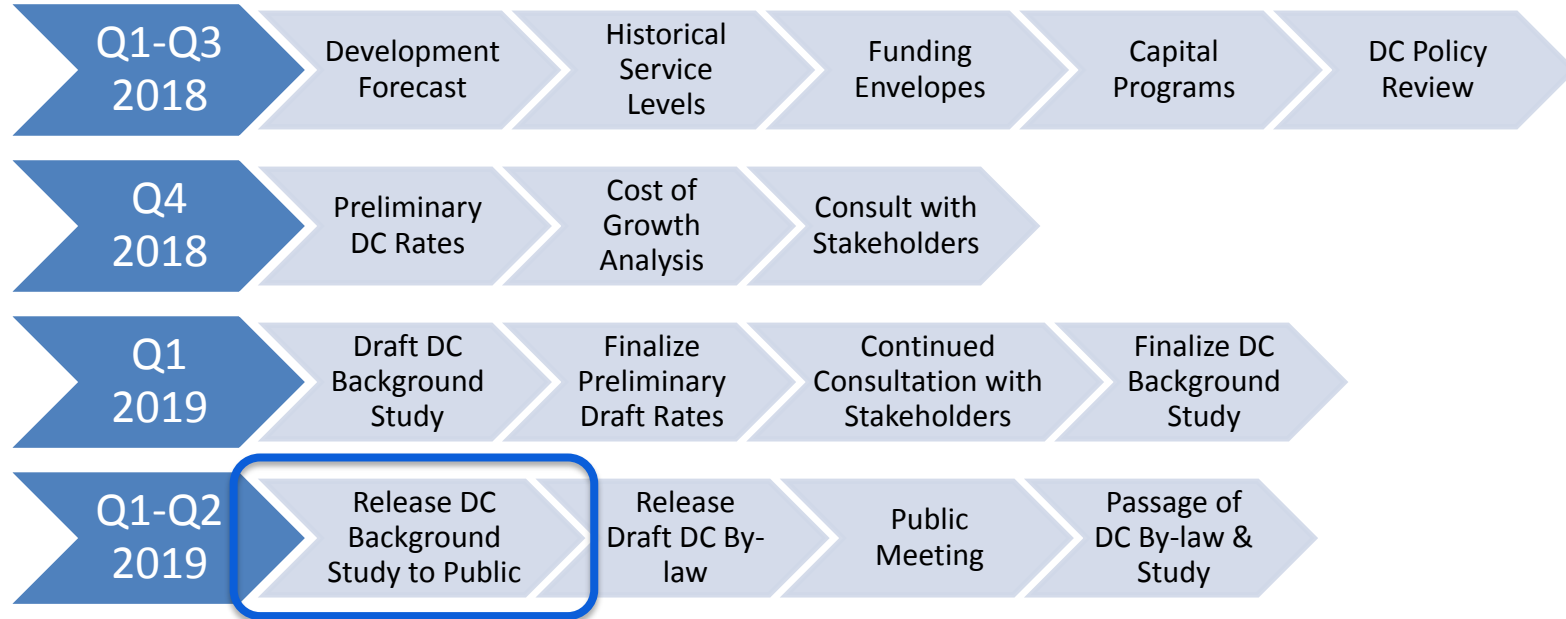 Q1-Q3
2018
Development
Forecast
Historical
Service
Levels
Funding
Envelopes
Capital
Programs
DC Policy
Review
Q4
2018
Preliminary
DC Rates
Cost of
Growth
Analysis
Consult with
Stakeholders
Q1
2019
Draft DC
Background
Study
Finalize
Preliminary
Draft Rates
Continued
Consultation with
Stakeholders
Finalize DC
Background
Study
Q1-Q2
2019
Release DC
Background
Study to Public
Release
Draft DC By-
law
Public
Meeting
Passage of
DC By-law &
Study